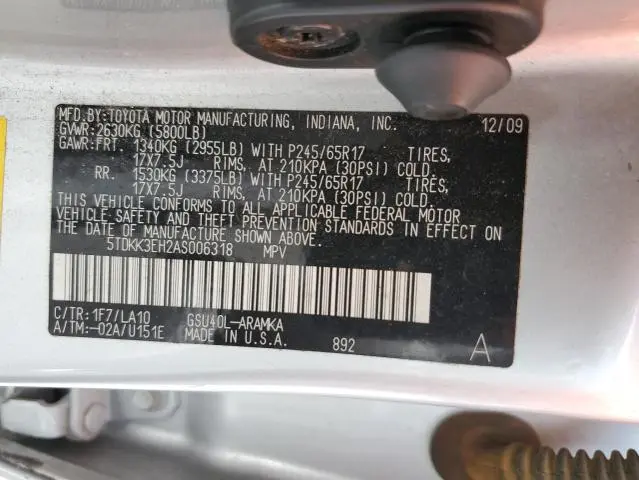 MFD.BY:TOYOTA MOTOR MANUFACTURING, INDIANA, INC. 12/09
GVWR:2630KG (5800LB)
GAWR:FRT. 1340KG (2955LB) WITH P245/65R17 TIRES,
17X7.5J RIMS, AT 210KPA (30PSI) COLD.
RR. 1530KG (3375LB) WITH P245/65R17 TIRES,
17X7.5J RIMS, AT 210KPA (30PSI) COLD.
THIS VEHICLE CONFORMS TO ALL APPLICABLE FEDERAL MOTOR
VEHICLE SAFETY AND THEFT PREVENTION STANDARDS IN EFFECT ON
THE DATE OF MANUFACTURE SHOWN ABOVE.
5TDKK3EH2AS006318 MPV
C/TR:1F7/LA10 GSU40L-ARAMKA
A/TM:-02A/U151E MADE IN U.S.A. 892 A